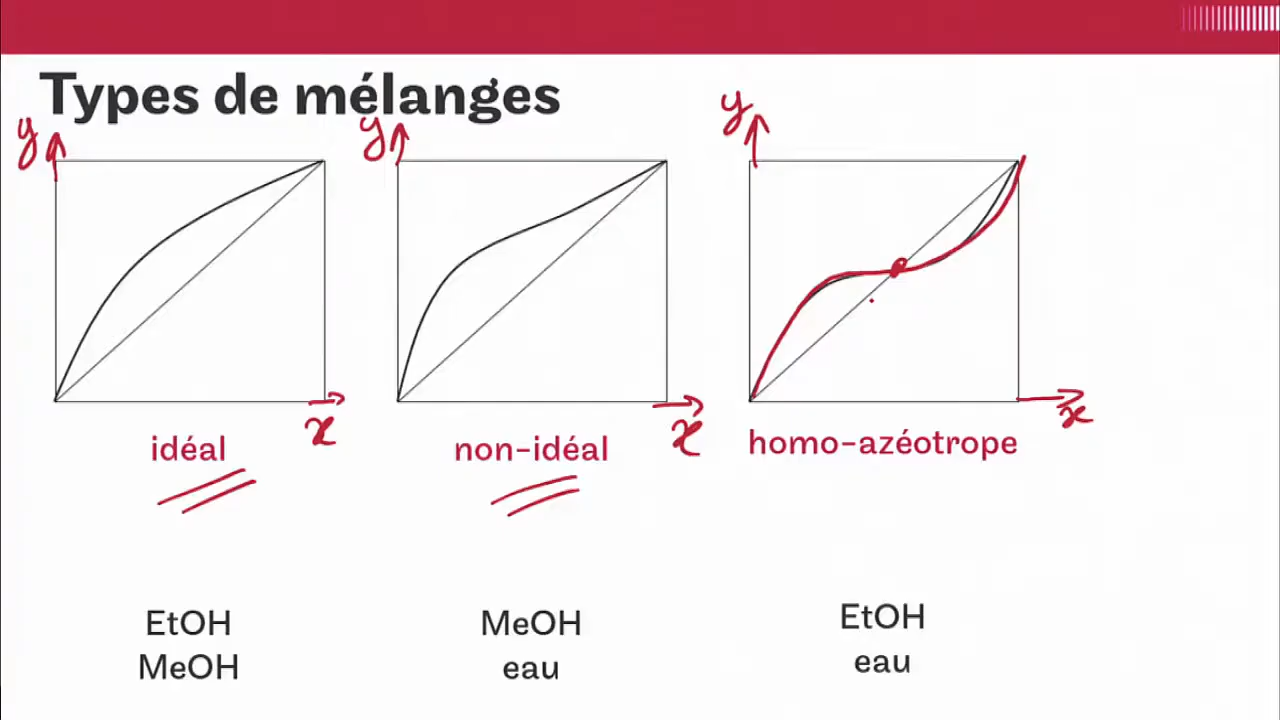 Types de mélanges
y
y
y
x
x
x
idéal
non-idéal
homo-azéotrope
EtOH
MeOH
MeOH
eau
EtOH
eau